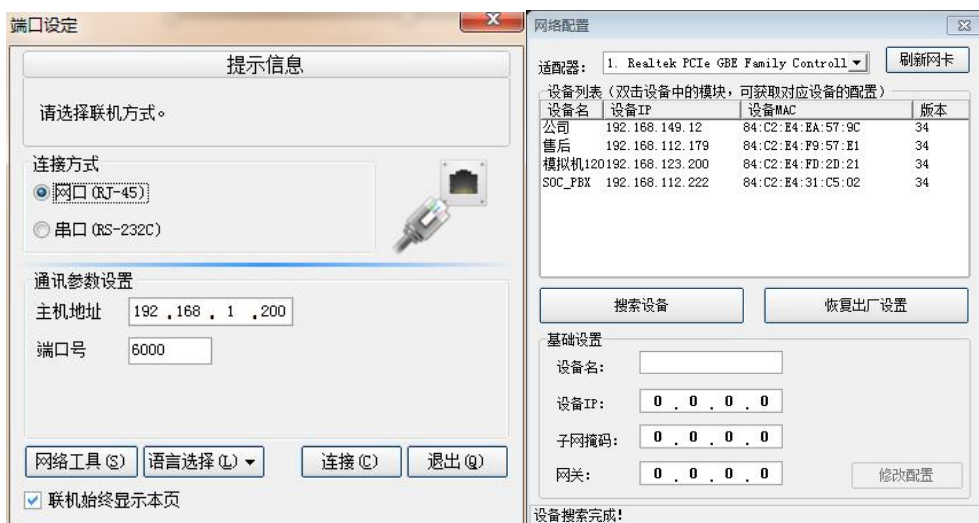 端口设定
提示信息
请选择联机方式。
连接方式
网口(RJ-45)
串口(RS-232C)
通讯参数设置
主机地址 192 . 168 . 1 . 200
端口号 6000
网络工具(S) 语言选择(L) 连接(C) 退出(Q)
联机始终显示本页
网络配置
适配器: 1. Realtek PCIe GBE Family Controll 刷新网卡
设备列表(双击设备中的模块,可获取对应设备的配置)
设备名 设备IP 设备MAC 版本
公司 192.168.149.12 84:C2:E4:EA:57:9C 34
售后 192.168.112.179 84:C2:E4:F9:57:E1 34
模拟机120 192.168.123.200 84:C2:E4:FD:2D:21 34
SOC_PBX 192.168.112.222 84:C2:E4:31:C5:02 34
搜索设备 恢复出厂设置
基础设置
设备名:
设备IP: 0 . 0 . 0 . 0
子网掩码: 0 . 0 . 0 . 0
网关: 0 . 0 . 0 . 0 修改配置
设备搜索完成!